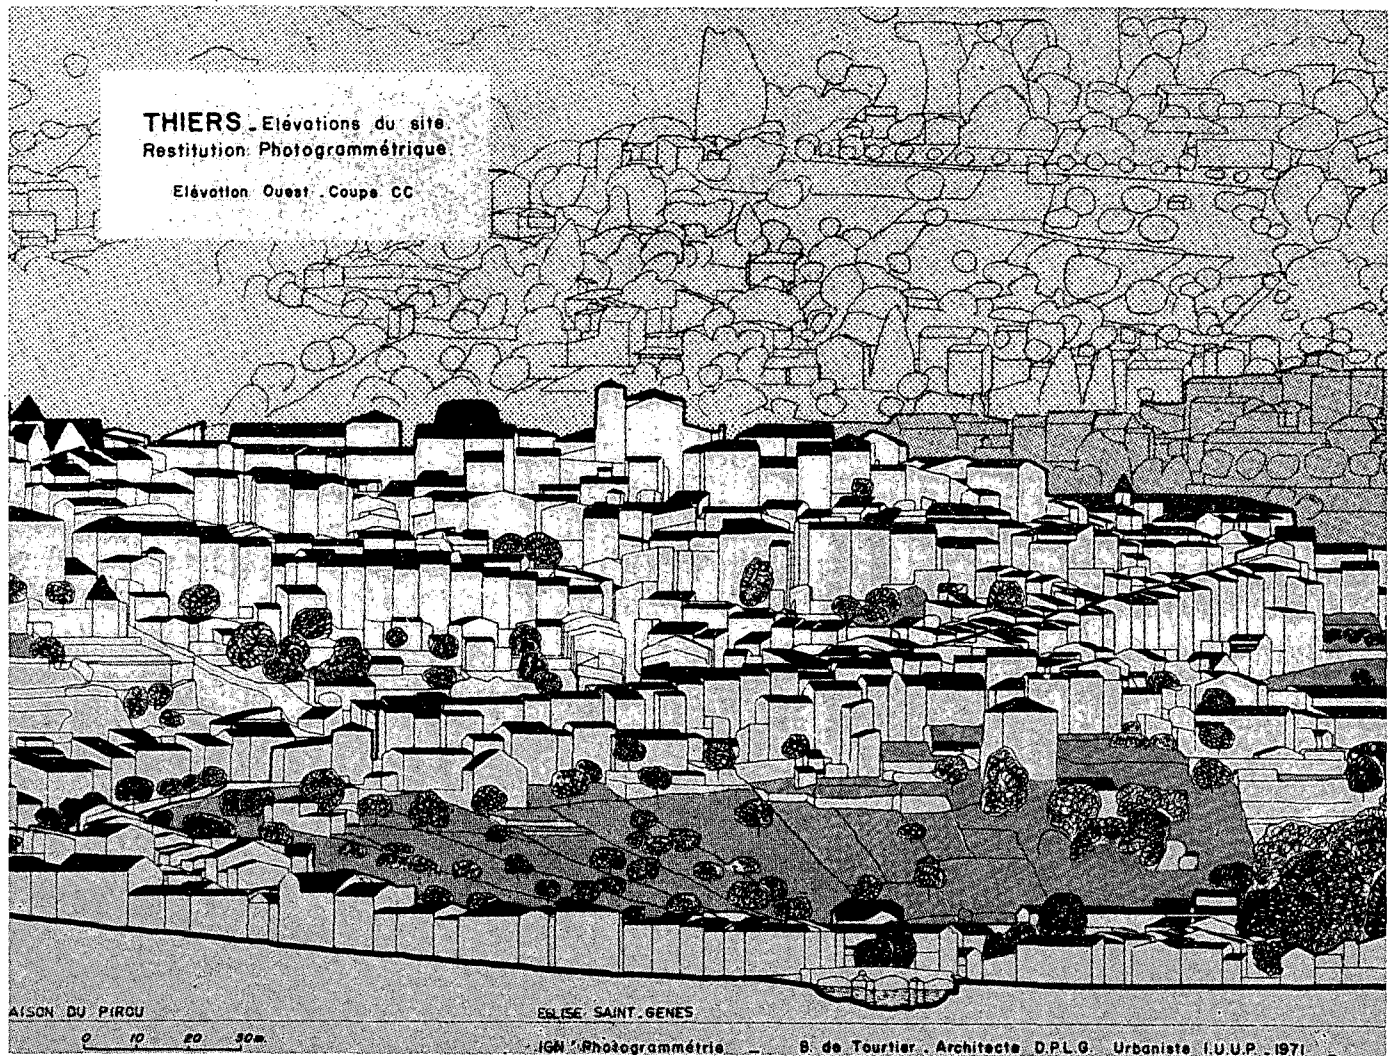 THIERS - Elévations du site.
Restitution Photogrammétrique
Elévation Ouest - Coupe CC
AISON DU PIROU
EGLISE SAINT-GENES
0 10 20 30m.
IGN Photogrammétrie _ B. de Tourtier - Architecte D.P.L.G. Urbaniste I.U.U.P - 1971